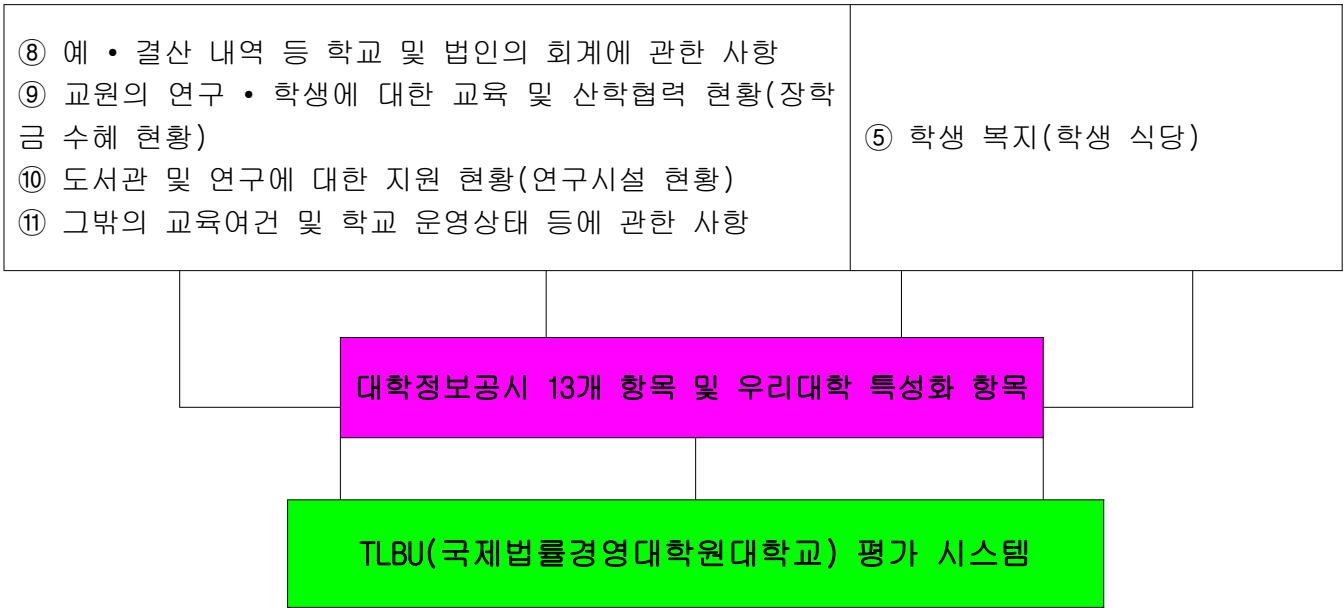 ⑧ 예 • 결산 내역 등 학교 및 법인의 회계에 관한 사항
⑨ 교원의 연구 • 학생에 대한 교육 및 산학협력 현황(장학
금 수혜 현황)
⑩ 도서관 및 연구에 대한 지원 현황(연구시설 현황)
⑪ 그밖의 교육여건 및 학교 운영상태 등에 관한 사항
⑤ 학생 복지(학생 식당)
대학정보공시 13개 항목 및 우리대학 특성화 항목
TLBU(국제법률경영대학원대학교) 평가 시스템